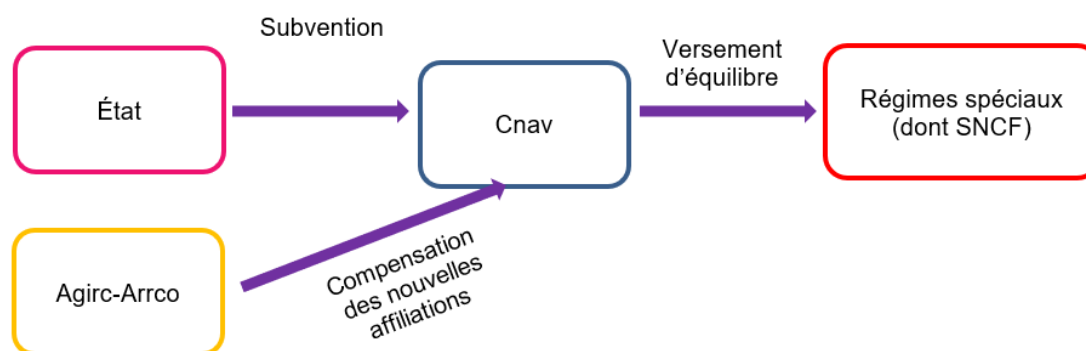 Subvention
Versement
d'équilibre
État
Cnav
Régimes spéciaux
(dont SNCF)
Agirc-Arrco
Compensation
des nouvelles
affiliations